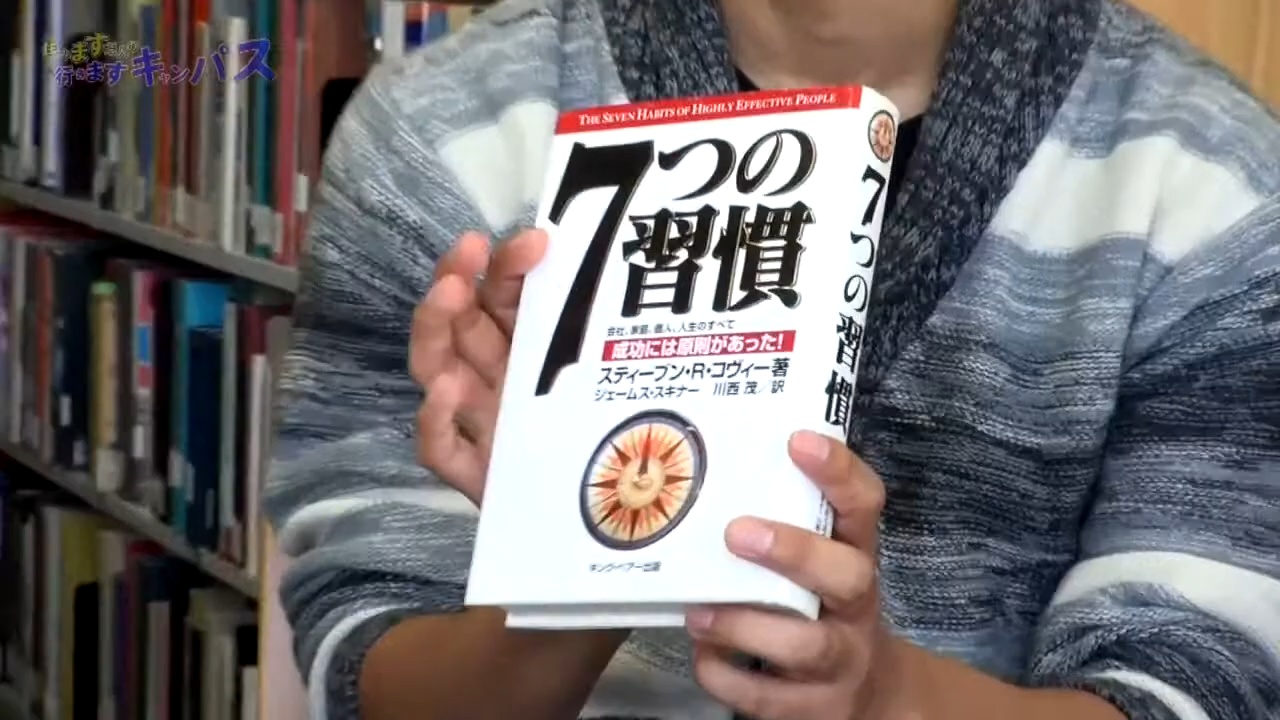 行きますキャンパス
THE SEVEN HABITS OF HIGHLY EFFECTIVE PEOPLE
7つの
習慣
会社、家庭、個人、人生のすべて
成功には原則があった!
スティーブン・R・コヴィー著
ジェームス・スキナー 川西 茂/訳
キングベアー出版
7つの習慣